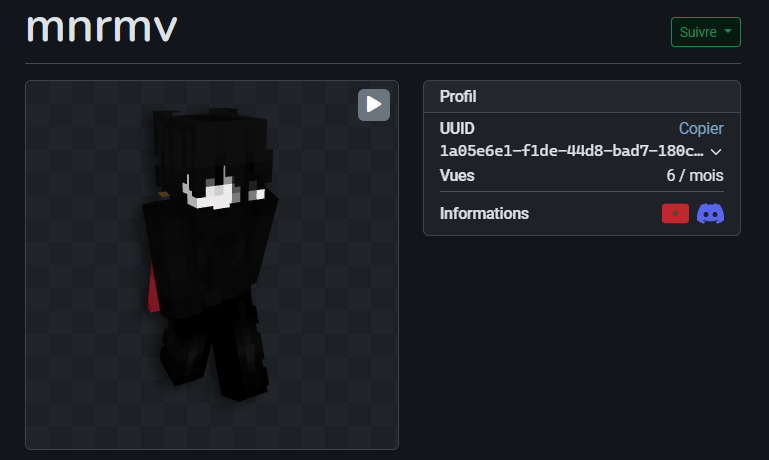 mnrmv
Suivre
Profil
UUID
Copier
1a05e6e1-f1de-44d8-bad7-180c…
Vues
6 / mois
Informations